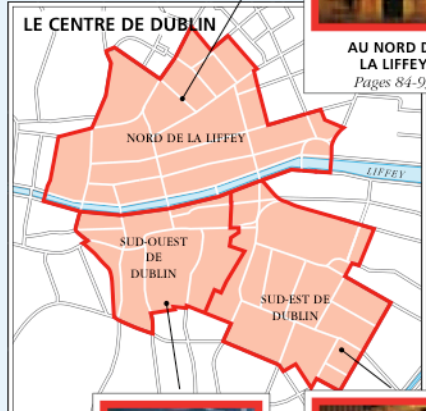 LE CENTRE DE DUBLIN
AU NORD
LA LIFFEY
Pages 84-9
NORD DE LA LIFFEY
LIFFEY
SUD-OUEST
DE
DUBLIN
SUD-EST DE
DUBLIN